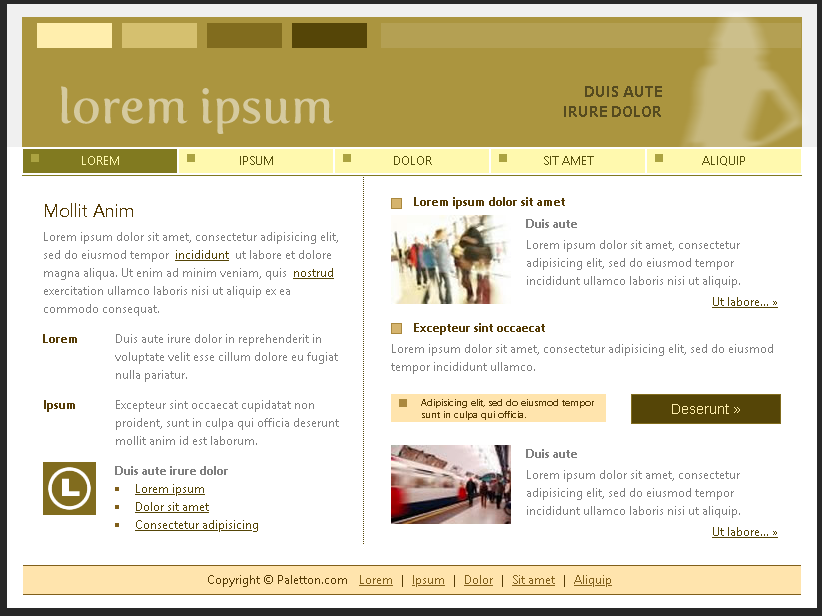 lorem ipsum
DUIS AUTE
IRURE DOLOR
LOREM
IPSUM
DOLOR
SIT AMET
ALIQUIP
Mollit Anim
Lorem ipsum dolor sit amet, consectetur adipisicing elit,
sed do eiusmod tempor incididunt ut labore et dolore
magna aliqua. Ut enim ad minim veniam, quis nostrud
exercitation ullamco laboris nisi ut aliquip ex ea
commodo consequat.
Lorem
Duis aute irure dolor in reprehenderit in
voluptate velit esse cillum dolore eu fugiat
nulla pariatur.
Ipsum
Excepteur sint occaecat cupidatat non
proident, sunt in culpa qui officia deserunt
mollit anim id est laborum.
Duis aute irure dolor
Lorem ipsum
Dolor sit amet
Consectetur adipisicing
Lorem ipsum dolor sit amet
Duis aute
Lorem ipsum dolor sit amet, consectetur
adipisicing elit, sed do eiusmod tempor
incididunt ullamco laboris nisi ut aliquip.
Ut labore... »
Excepteur sint occaecat
Lorem ipsum dolor sit amet, consectetur adipisicing elit, sed do eiusmod
tempor incididunt ullamco.
Adipisicing elit, sed do eiusmod tempor
sunt in culpa qui officia.
Deserunt »
Duis aute
Lorem ipsum dolor sit amet, consectetur
adipisicing elit, sed do eiusmod tempor
incididunt ullamco laboris nisi ut aliquip.
Ut labore... »
Copyright © Paletton.com Lorem | Ipsum | Dolor | Sit amet | Aliquip